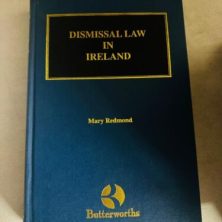 DISMISSAL LAW
IN
IRELAND
Mary Redmond
Butterworths